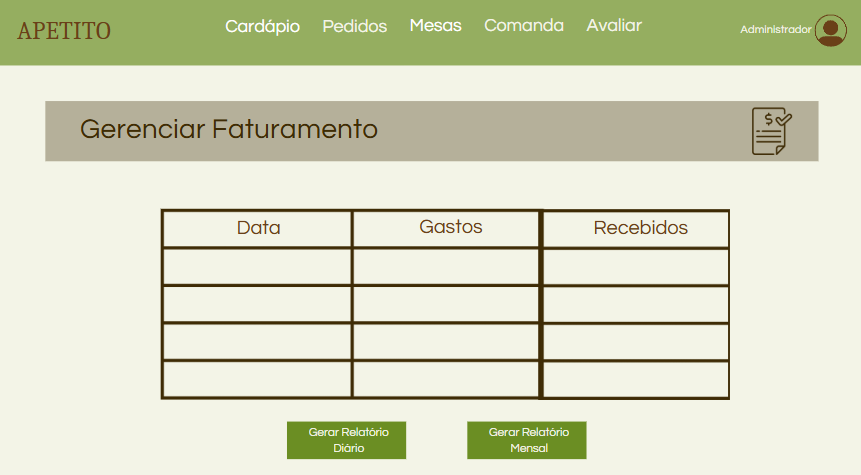 APETITO
Cardápio Pedidos Mesas Comanda Avaliar
Administrador
Gerenciar Faturamento
$
Data Gastos Recebidos
Gerar Relatório
Diário
Gerar Relatório
Mensal